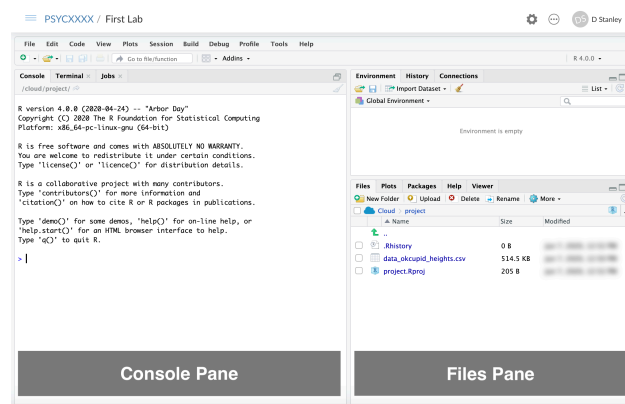 PSYCXXXX / First Lab
DS D Stanley
File Edit Code View Plots Session Build Debug Profile Tools Help
Go to file/function Addins
R 4.0.0
Console Terminal × Jobs ×
/cloud/project/
R version 4.0.0 (2020-04-24) -- "Arbor Day"
Copyright (C) 2020 The R Foundation for Statistical Computing
Platform: x86_64-pc-linux-gnu (64-bit)
R is free software and comes with ABSOLUTELY NO WARRANTY.
You are welcome to redistribute it under certain conditions.
Type 'license()' or 'licence()' for distribution details.
R is a collaborative project with many contributors.
Type 'contributors()' for more information and
'citation()' on how to cite R or R packages in publications.
Type 'demo()' for some demos, 'help()' for on-line help, or
'help.start()' for an HTML browser interface to help.
Type 'q()' to quit R.
>
Console Pane
Environment History Connections
Import Dataset
List
Global Environment
Environment is empty
Files Plots Packages Help Viewer
New Folder Upload Delete Rename More
Cloud > project
Name Size Modified
..
.Rhistory 0 B
data_okcupid_heights.csv 514.5 KB
project.Rproj 205 B
Files Pane